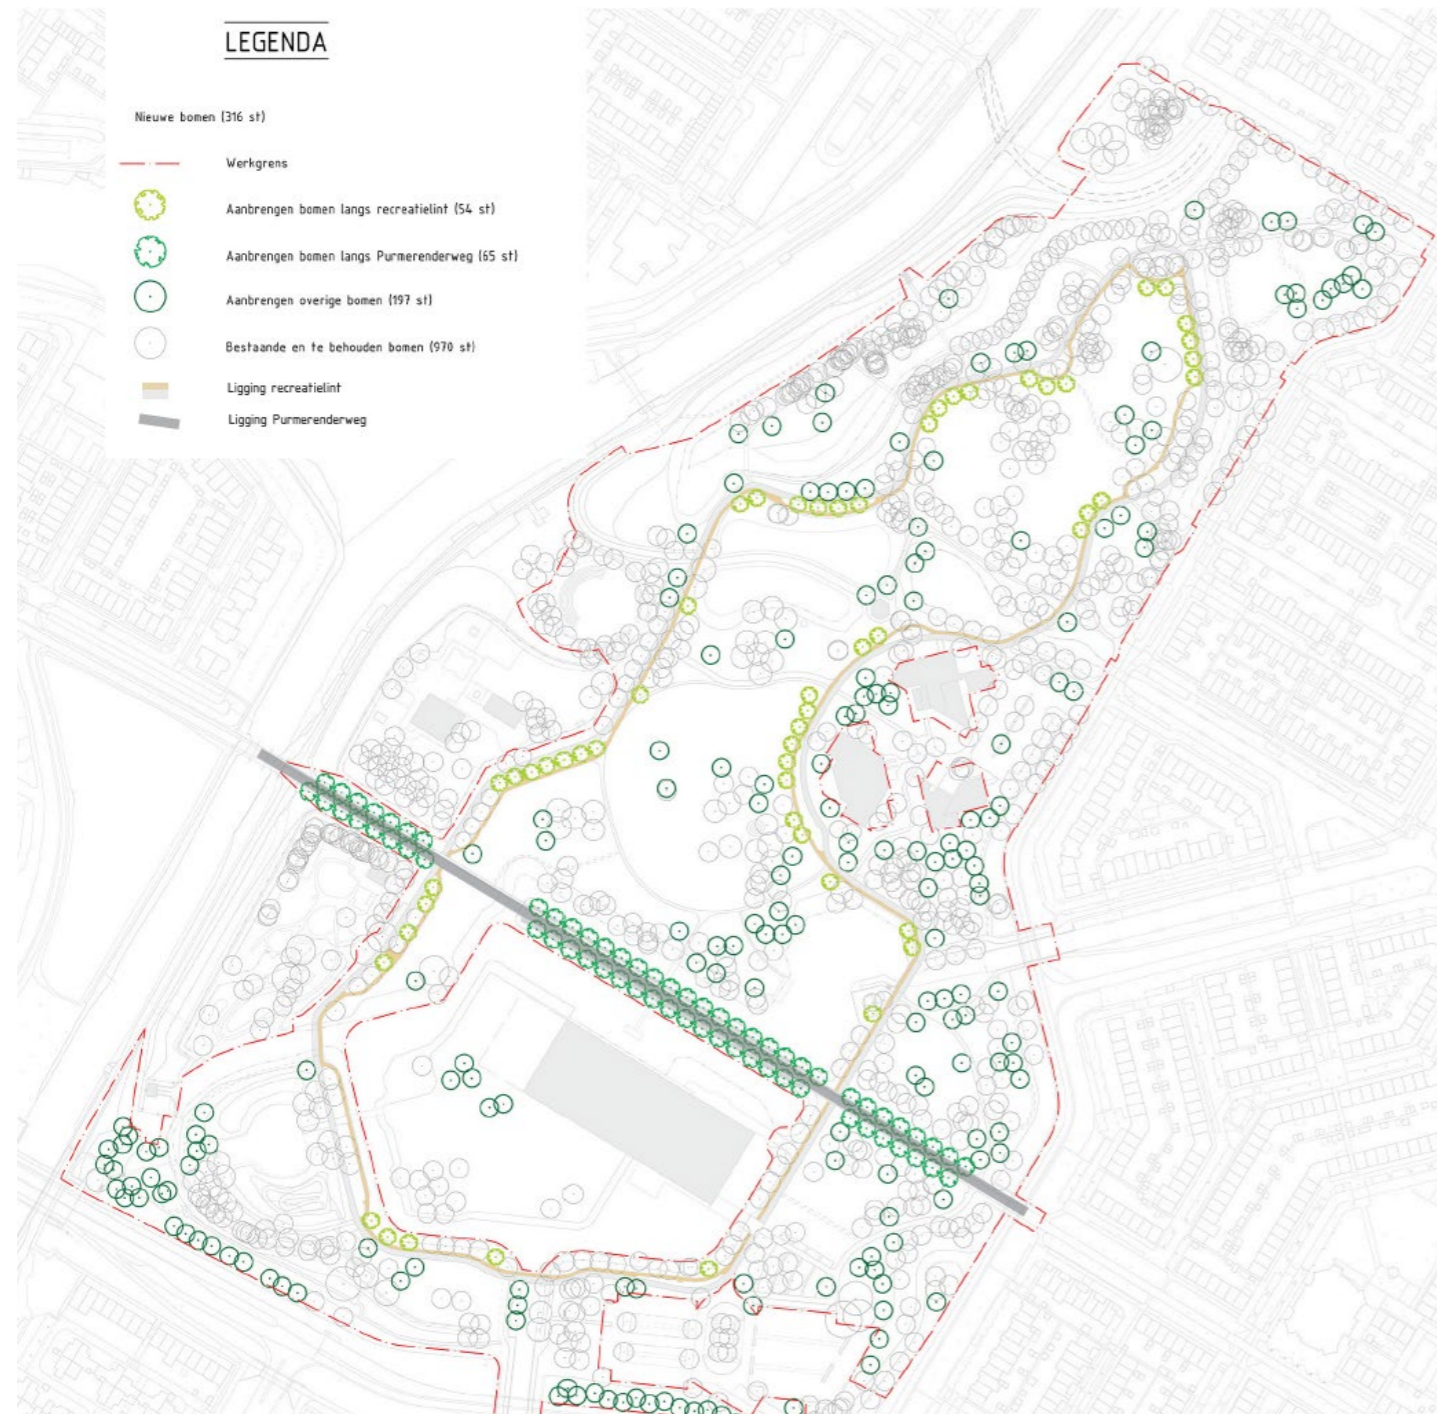 LEGENDA
Nieuwe bomen (316 st)
Werkgrens
Aanbrengen bomen langs recreatielint (54 st)
Aanbrengen bomen langs Purmerenderweg (65 st)
Aanbrengen overige bomen (197 st)
Bestaande en te behouden bomen (970 st)
Ligging recreatielint
Ligging Purmerenderweg